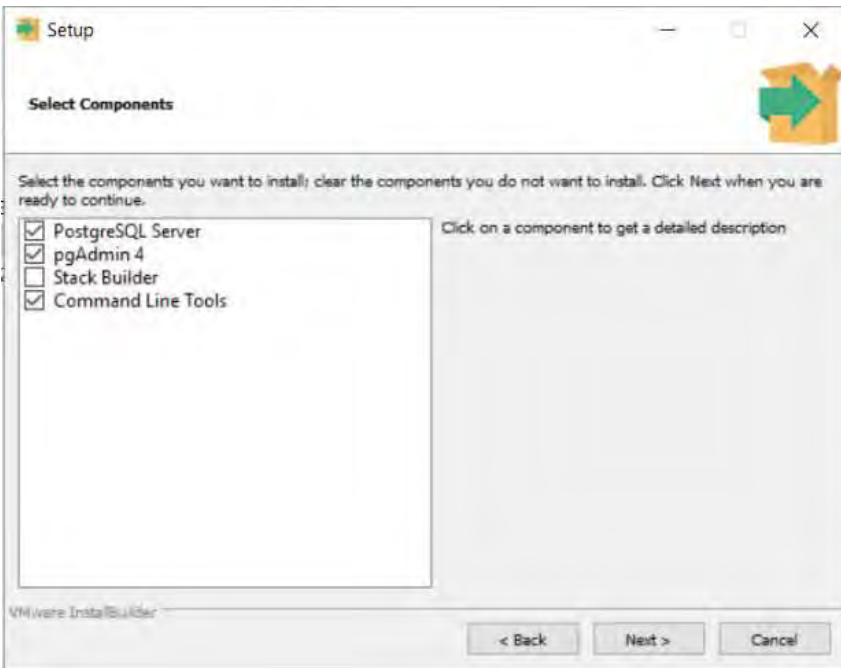 Setup
Select Components
Select the components you want to install; clear the components you do not want to install. Click Next when you are
ready to continue.
PostgreSQL Server
pgAdmin 4
Stack Builder
Command Line Tools
Click on a component to get a detailed description
VMware InstallBuilder
< Back
Next >
Cancel